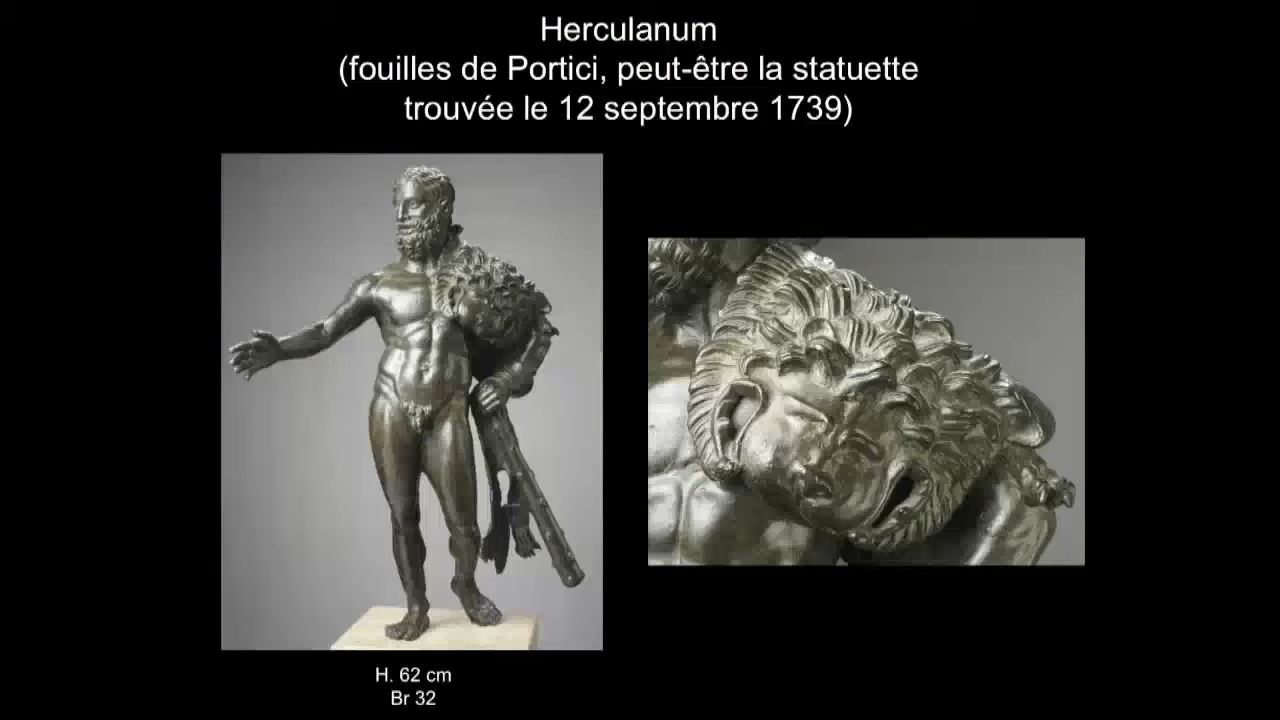 Herculanum
(fouilles de Portici, peut-être la statuette
trouvée le 12 septembre 1739)
H. 62 cm
Br 32